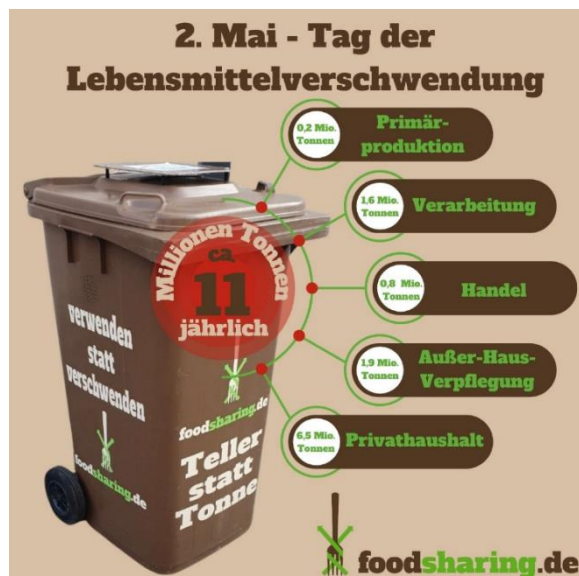 2. Mai - Tag der
Lebensmittelverschwendung
0,2 Mio.
Tonnen
Primär-
produktion
1,6 Mio.
Tonnen
Verarbeitung
0,8 Mio.
Tonnen
Handel
1,9 Mio.
Tonnen
Außer-Haus-
Verpflegung
6,5 Mio.
Tonnen
Privathaushalt
Millionen Tonnen
ca
11
jährlich
verwenden
statt
verschwenden
foodsharing.de
foodsharing.de
Teller
statt
Tonne
foodsharing.de